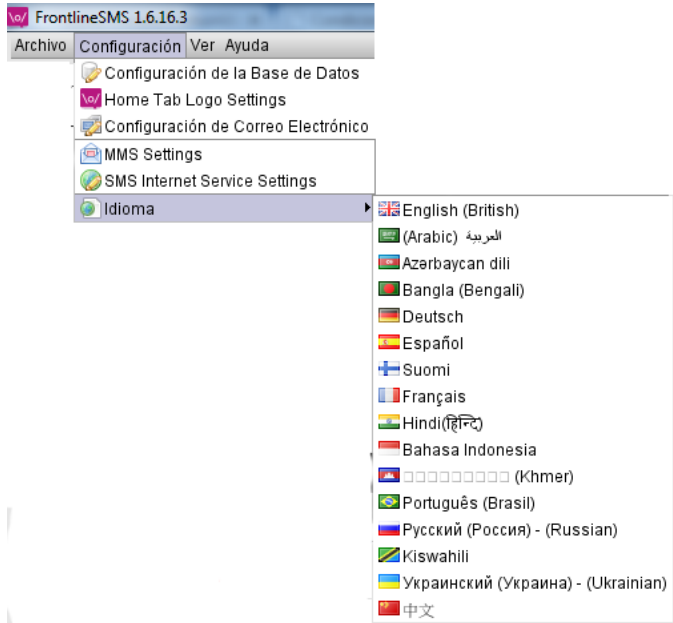 FrontlineSMS 1.6.16.3
Archivo Configuración Ver Ayuda
Configuración de la Base de Datos
Home Tab Logo Settings
Configuración de Correo Electrónico
MMS Settings
SMS Internet Service Settings
Idioma
English (British)
العربية (Arabic)
Azərbaycan dili
Bangla (Bengali)
Deutsch
Español
Suomi
Français
Hindi(हिन्दि)
Bahasa Indonesia
(Khmer)
Português (Brasil)
Русский (Россия) - (Russian)
Kiswahili
Украинский (Украина) - (Ukrainian)
中文